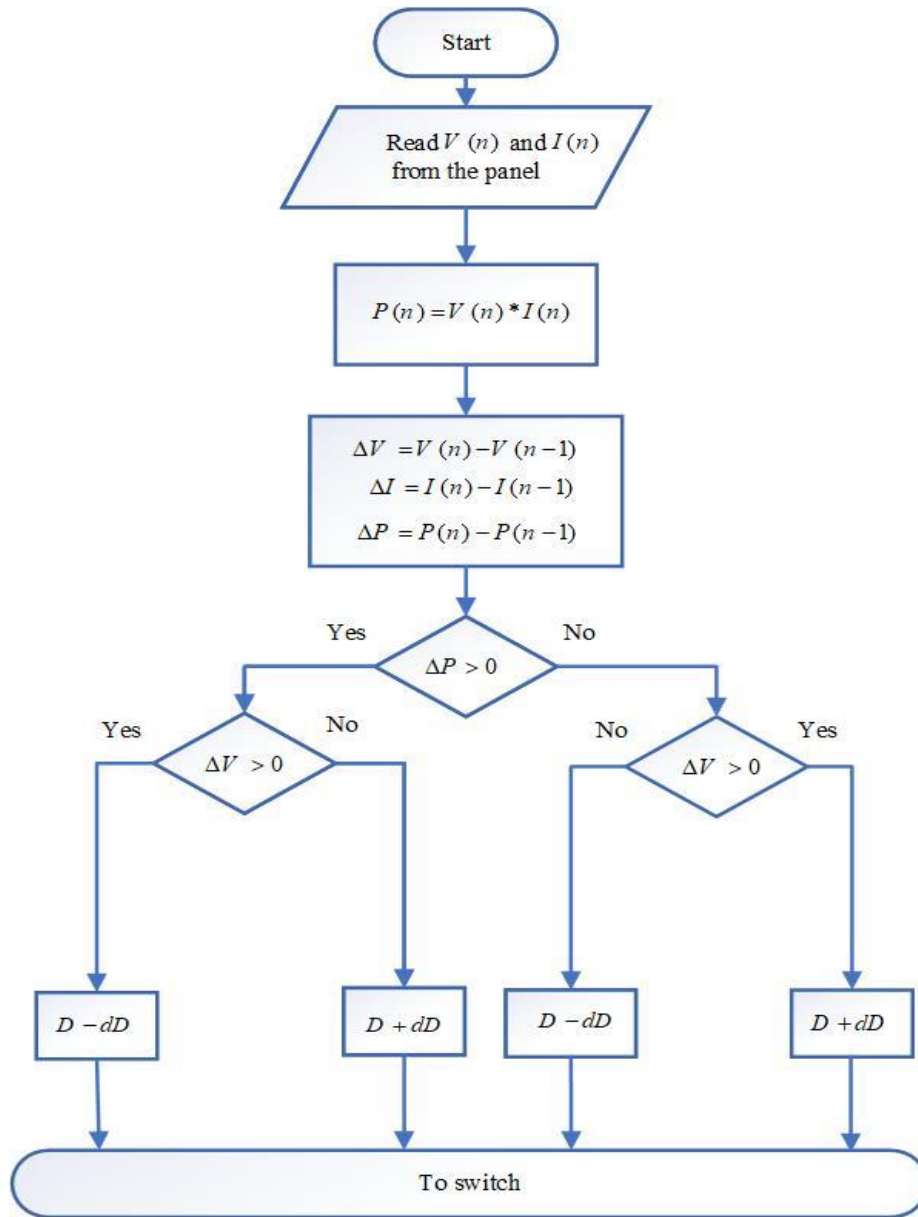 Start
Read V (n) and I (n)
from the panel
P (n) = V (n) * I (n)
ΔV = V (n) − V (n − 1)
ΔI = I (n) − I (n − 1)
ΔP = P (n) − P (n − 1)
Yes
No
ΔP > 0
Yes
No
No
Yes
ΔV > 0
ΔV > 0
D − dD
D + dD
D − dD
D + dD
To switch